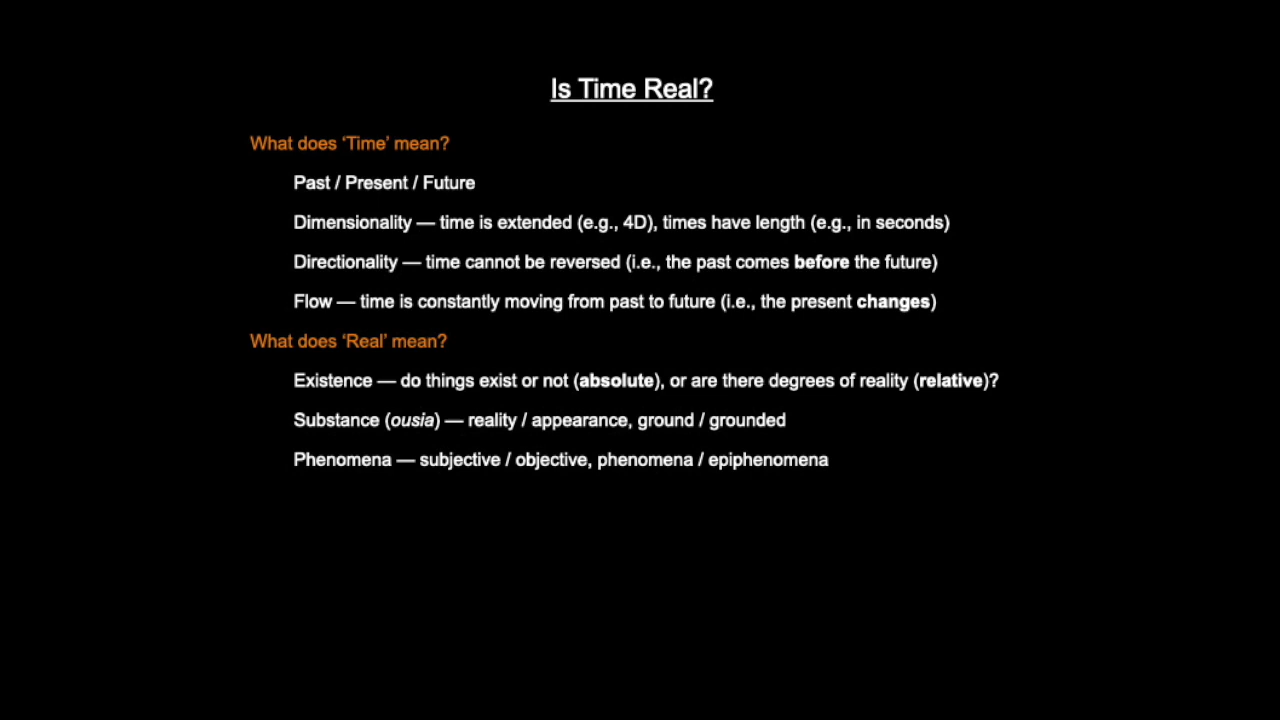 Is Time Real?
What does ‘Time’ mean?
Past / Present / Future
Dimensionality — time is extended (e.g., 4D), times have length (e.g., in seconds)
Directionality — time cannot be reversed (i.e., the past comes before the future)
Flow — time is constantly moving from past to future (i.e., the present changes)
What does ‘Real’ mean?
Existence — do things exist or not (absolute), or are there degrees of reality (relative)?
Substance (ousia) — reality / appearance, ground / grounded
Phenomena — subjective / objective, phenomena / epiphenomena